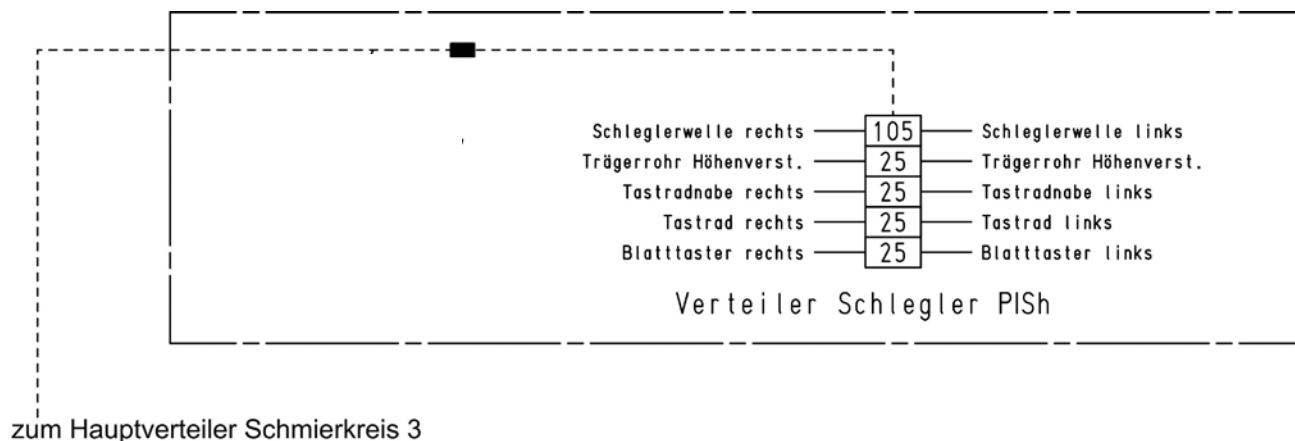 Schleglerwelle rechts 105 Schleglerwelle links
Trägerrohr Höhenverst. 25 Trägerrohr Höhenverst.
Tastradnabe rechts 25 Tastradnabe links
Tastrad rechts 25 Tastrad links
Blatttaster rechts 25 Blatttaster links
Verteiler Schlegler PISh
zum Hauptverteiler Schmierkreis 3